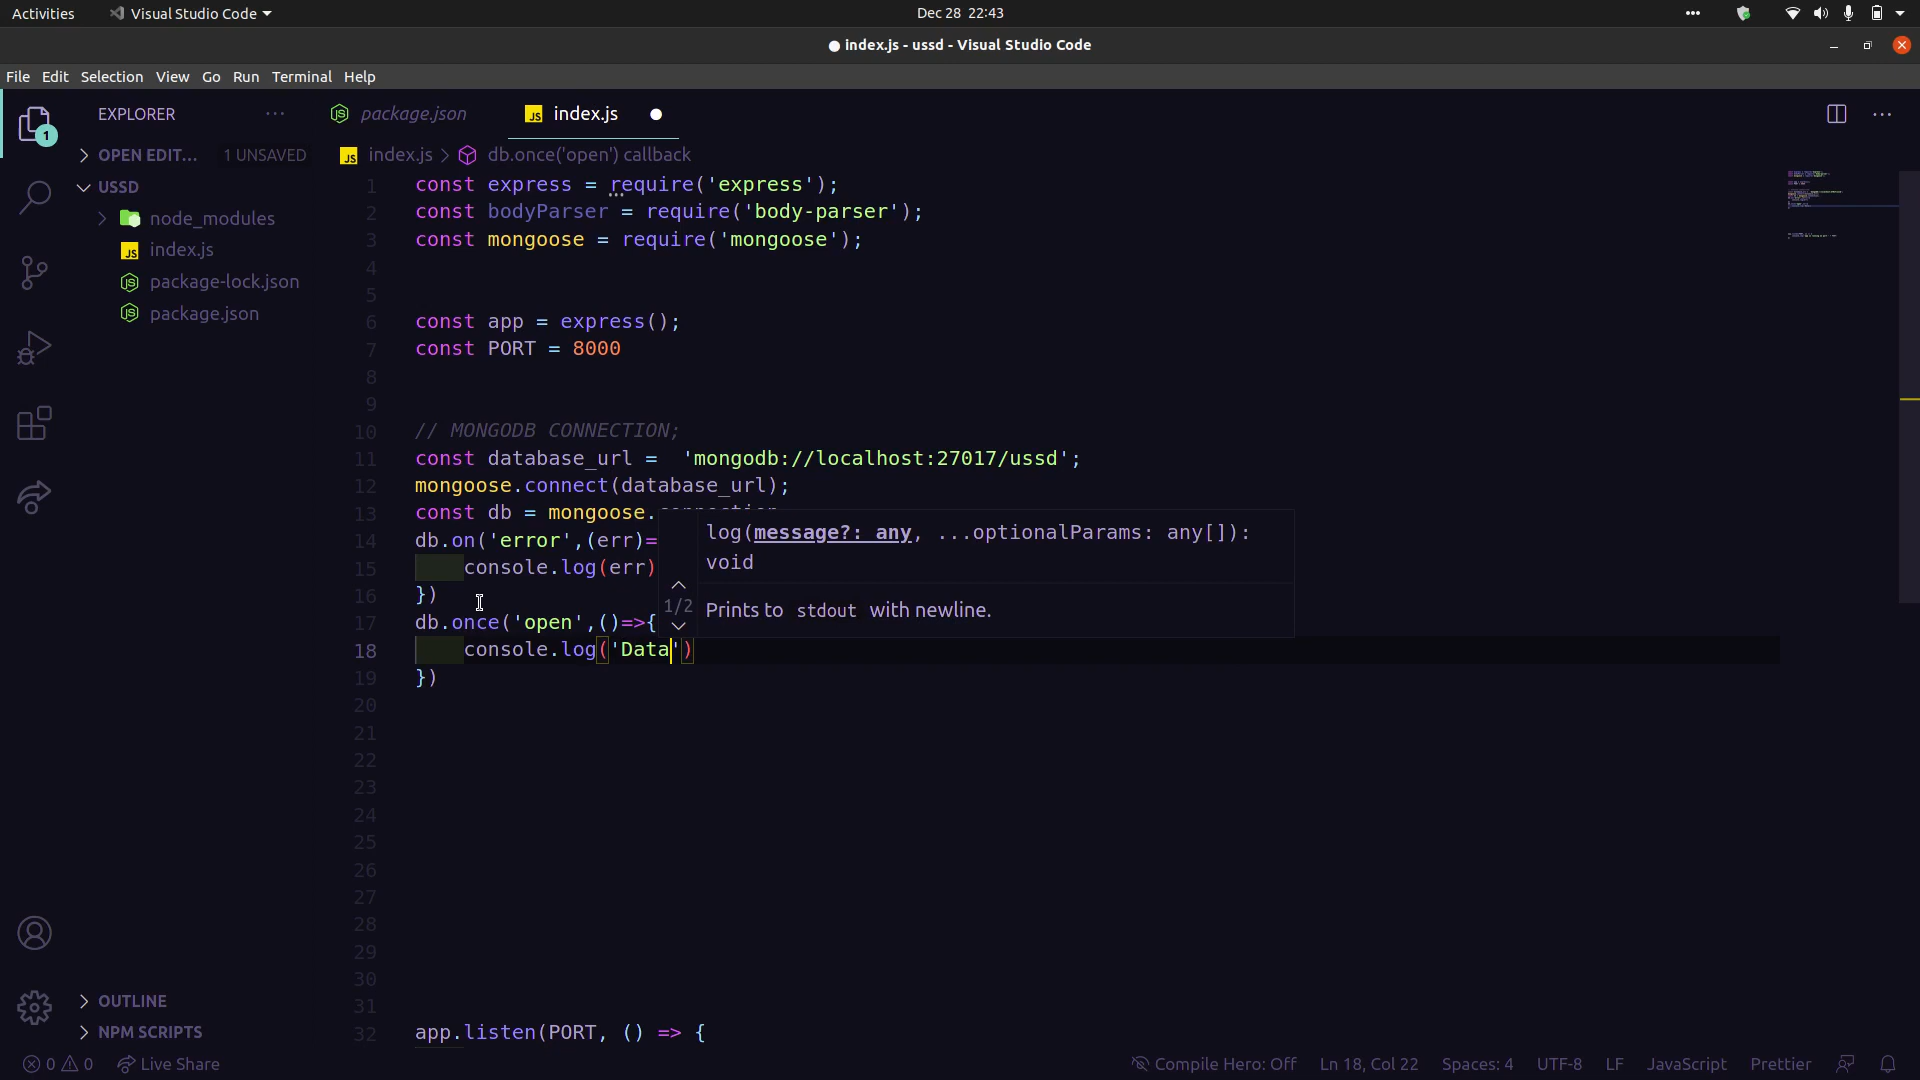 Activities
Visual Studio Code
Dec 28 22:43
index.js - ussd - Visual Studio Code
File Edit Selection View Go Run Terminal Help
EXPLORER
package.json
index.js
OPEN EDIT... 1 UNSAVED
index.js > db.once('open') callback
USSD
node_modules
index.js
package-lock.json
package.json
1
1 const express = require('express');
2 const bodyParser = require('body-parser');
3 const mongoose = require('mongoose');
4
5
6 const app = express();
7 const PORT = 8000
8
9
10 // MONGODB CONNECTION;
11 const database_url =  'mongodb://localhost:27017/ussd';
12 mongoose.connect(database_url);
13 const db = mongoose.
14 db.on('error',(err)=
15 console.log(err)
16 })
17 db.once('open',()=>{
18 console.log('Data')
19 })
20
21
22
23
24
25
26
27
28
29
30
31
32 app.listen(PORT, () => {
log(message?: any, ...optionalParams: any[]):
void
1/2
Prints to stdout with newline.
OUTLINE
NPM SCRIPTS
0 0 Live Share
Compile Hero: Off Ln 18, Col 22 Spaces: 4 UTF-8 LF JavaScript Prettier